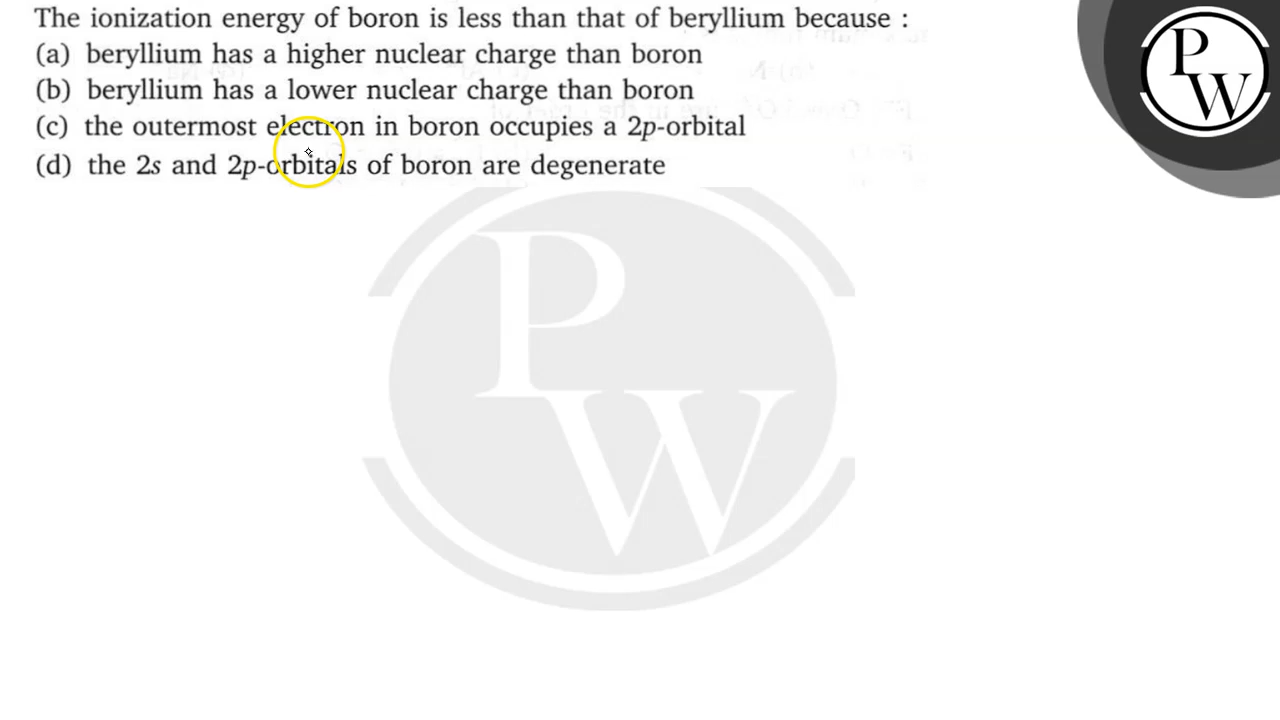 The ionization energy of boron is less than that of beryllium because :
(a) beryllium has a higher nuclear charge than boron
(b) beryllium has a lower nuclear charge than boron
(c) the outermost electron in boron occupies a 2p-orbital
(d) the 2s and 2p-orbitals of boron are degenerate
P
W
P
W